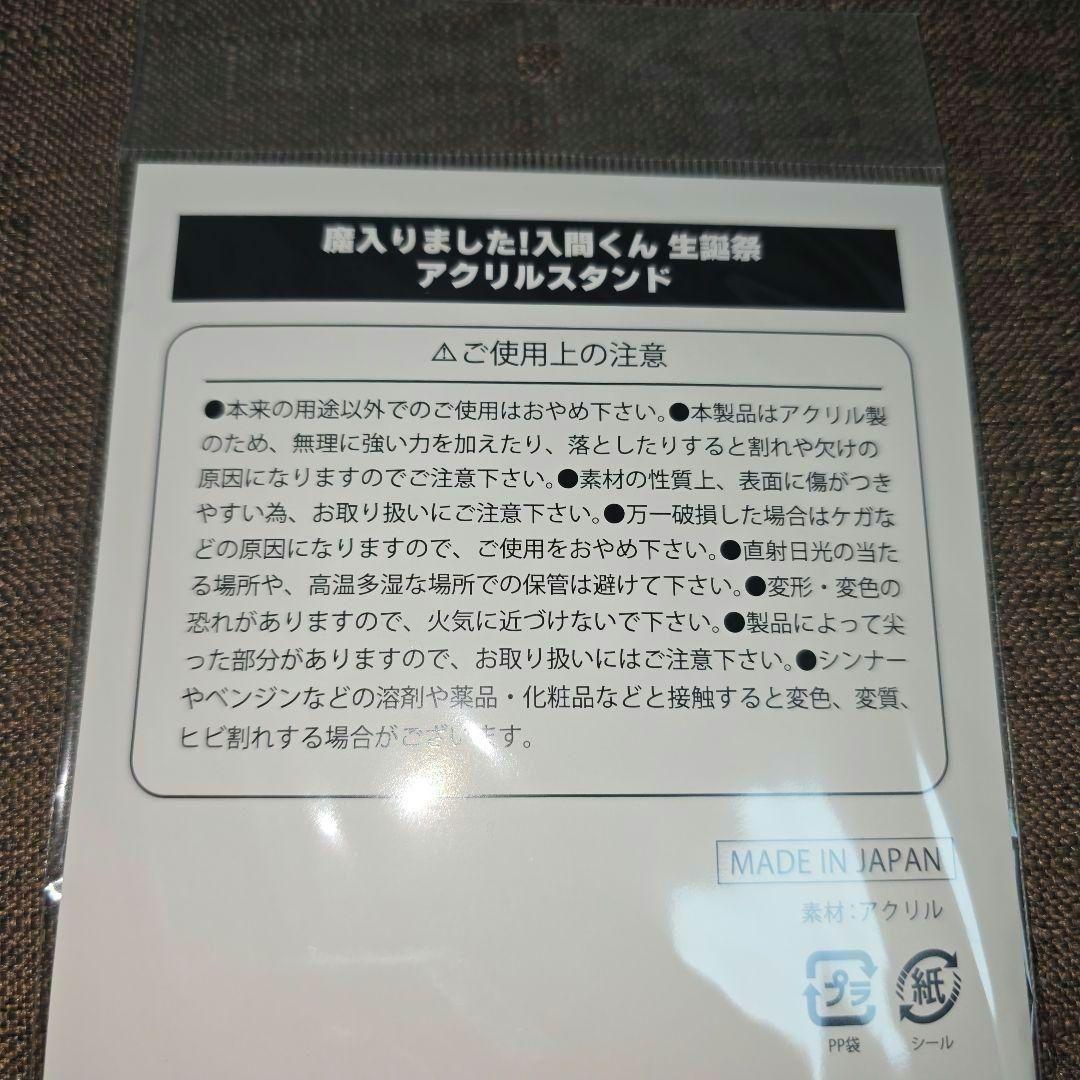 魔入りました!入間くん 生誕祭
アクリルスタンド
⚠ご使用上の注意
●本来の用途以外でのご使用はおやめ下さい。●本製品はアクリル製
のため、無理に強い力を加えたり、落としたりすると割れや欠けの
原因になりますのでご注意下さい。●素材の性質上、表面に傷がつき
やすい為、お取り扱いにご注意下さい。●万一破損した場合はケガな
どの原因になりますので、ご使用をおやめ下さい。●直射日光の当た
る場所や、高温多湿な場所での保管は避けて下さい。●変形・変色の
恐れがありますので、火気に近づけないで下さい。●製品によって尖
った部分がありますので、お取り扱いにはご注意下さい。●シンナー
やベンジンなどの溶剤や薬品・化粧品などと接触すると変色、変質、
ヒビ割れする場合がございます。
MADE IN JAPAN
素材:アクリル
プラ
紙
PP袋
シール